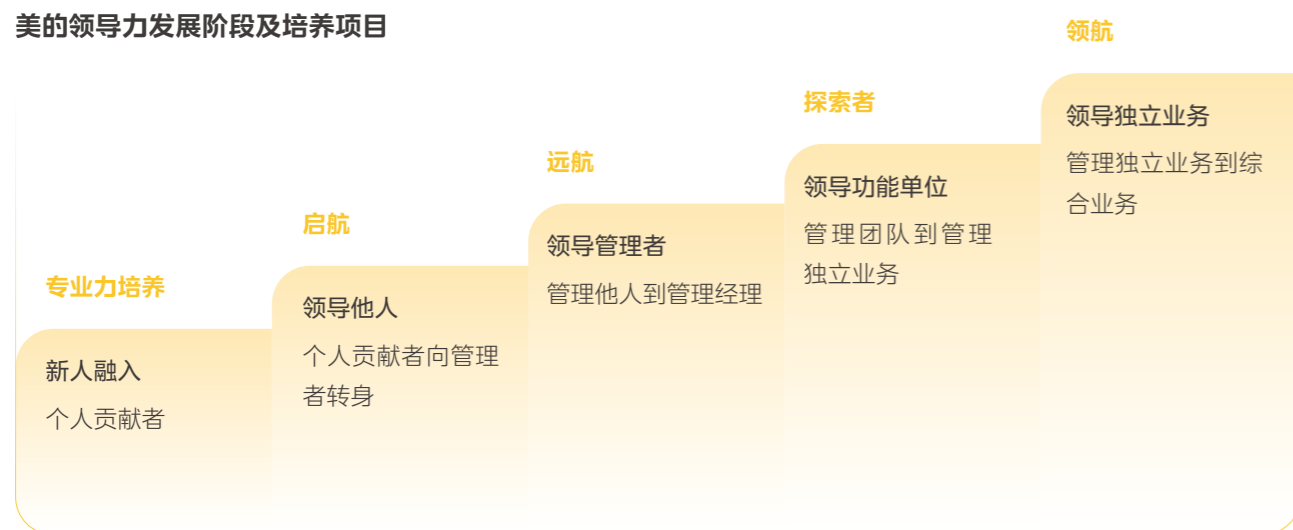 美的领导力发展阶段及培养项目
专业力培养
新人融入
个人贡献者
启航
领导他人
个人贡献者向管理
者转身
远航
领导管理者
管理他人到管理经理
探索者
领导功能单位
管理团队到管理
独立业务
领航
领导独立业务
管理独立业务到综
合业务